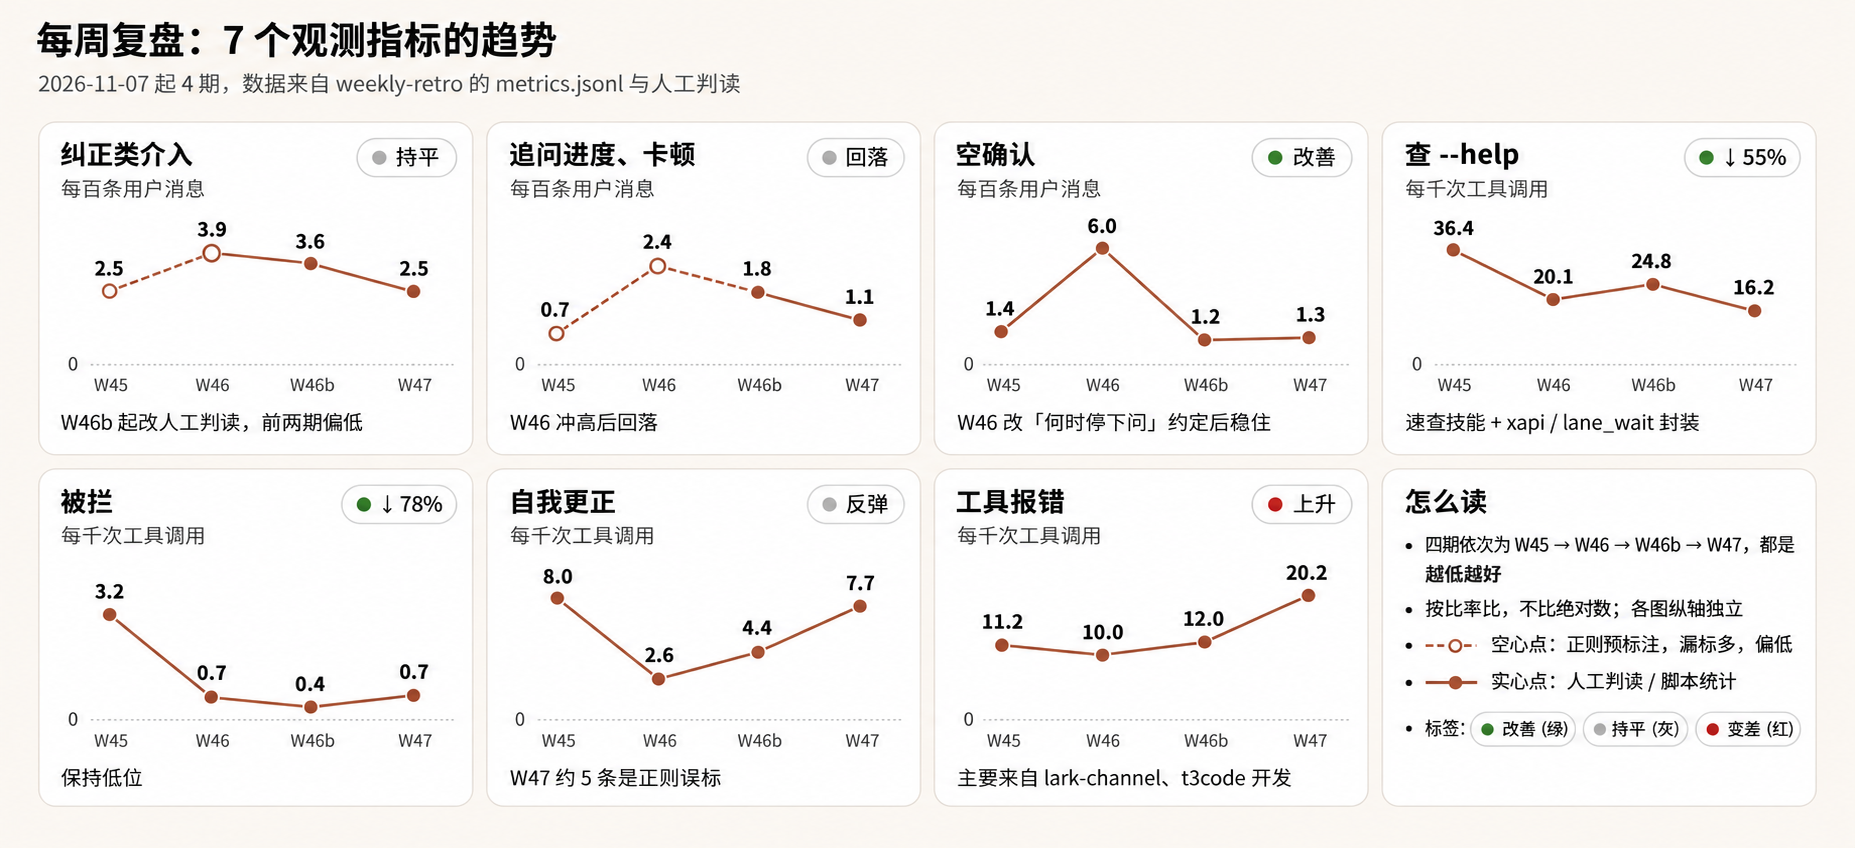 每周复盘：7 个观测指标的趋势
2026-11-07 起 4 期，数据来自 weekly-retro 的 metrics.jsonl 与人工判读
纠正类介入
持平
每百条用户消息
2.5
3.9
3.6
2.5
0
W45
W46
W46b
W47
W46b 起改人工判读，前两期偏低
追问进度、卡顿
回落
每百条用户消息
0.7
2.4
1.8
1.1
0
W45
W46
W46b
W47
W46 冲高后回落
空确认
改善
每百条用户消息
1.4
6.0
1.2
1.3
0
W45
W46
W46b
W47
W46 改「何时停下问」约定后稳住
查 --help
↓ 55%
每千次工具调用
36.4
20.1
24.8
16.2
0
W45
W46
W46b
W47
速查技能 + xapi / lane_wait 封装
被拦
↓ 78%
每千次工具调用
3.2
0.7
0.4
0.7
0
W45
W46
W46b
W47
保持低位
自我更正
反弹
每千次工具调用
8.0
2.6
4.4
7.7
0
W45
W46
W46b
W47
W47 约 5 条是正则误标
工具报错
上升
每千次工具调用
11.2
10.0
12.0
20.2
0
W45
W46
W46b
W47
主要来自 lark-channel、t3code 开发
怎么读
• 四期依次为 W45 → W46 → W46b → W47，都是
越低越好
• 按比率比，不比绝对数；各图纵轴独立
• 空心点：正则预标注，漏标多，偏低
• 实心点：人工判读 / 脚本统计
• 标签： 改善 (绿) 持平 (灰) 变差 (红)